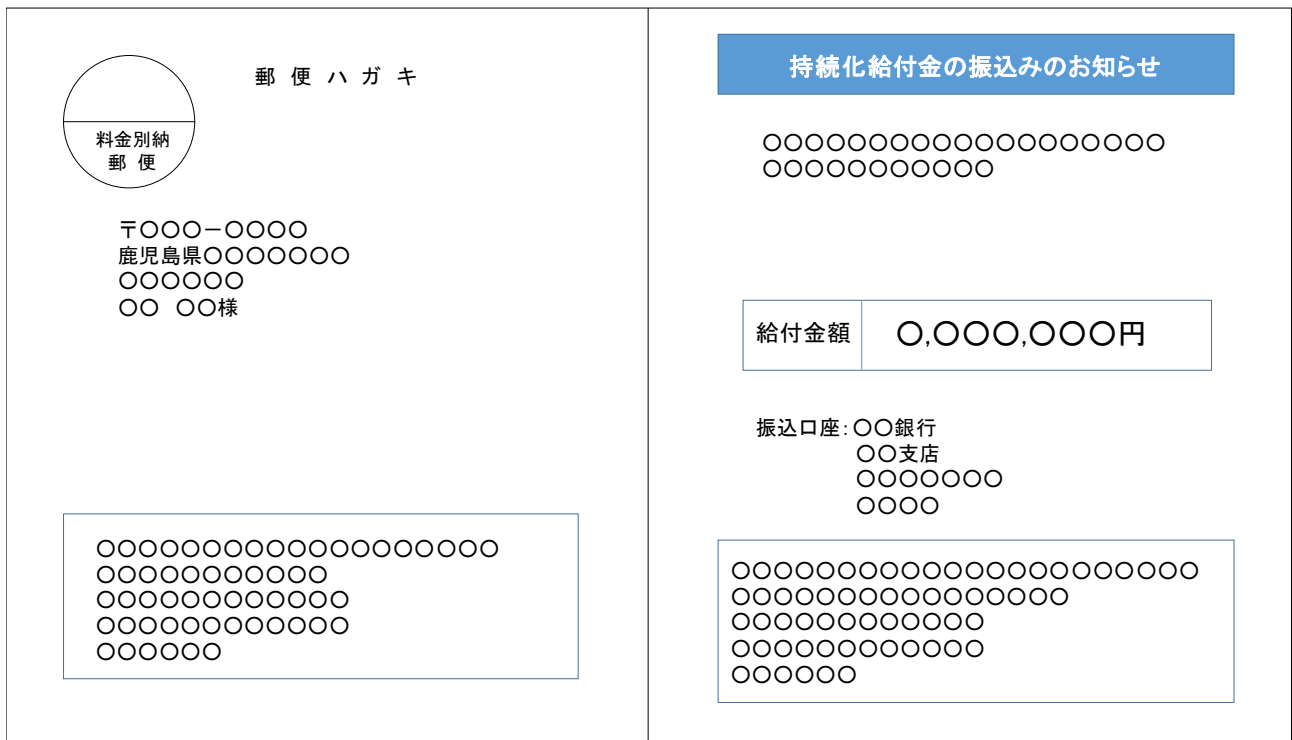 郵便ハガキ
料金別納
郵便
〒〇〇〇－〇〇〇〇
鹿児島県〇〇〇〇〇〇〇
〇〇〇〇〇〇
〇〇　〇〇様
〇〇〇〇〇〇〇〇〇〇〇〇〇〇〇〇〇〇〇
〇〇〇〇〇〇〇〇〇〇〇
〇〇〇〇〇〇〇〇〇〇〇〇
〇〇〇〇〇〇〇〇〇〇〇〇
〇〇〇〇〇〇
持続化給付金の振込みのお知らせ
〇〇〇〇〇〇〇〇〇〇〇〇〇〇〇〇〇〇〇
〇〇〇〇〇〇〇〇〇〇〇
給付金額　〇,〇〇〇,〇〇〇円
振込口座：〇〇銀行
〇〇支店
〇〇〇〇〇〇〇
〇〇〇〇
〇〇〇〇〇〇〇〇〇〇〇〇〇〇〇〇〇〇〇〇〇〇
〇〇〇〇〇〇〇〇〇〇〇〇〇〇〇〇
〇〇〇〇〇〇〇〇〇〇〇〇
〇〇〇〇〇〇〇〇〇〇〇〇
〇〇〇〇〇〇